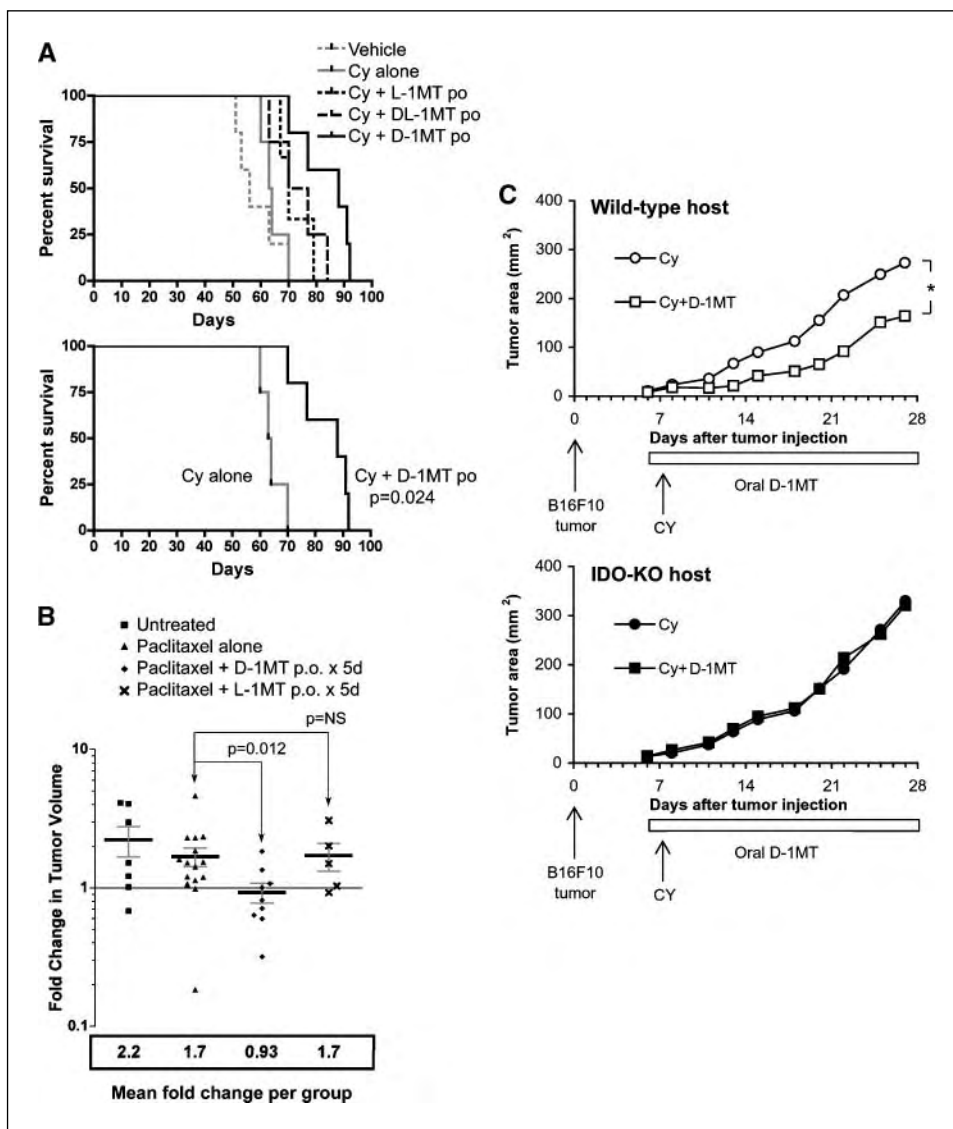 A
Vehicle
Cy alone
Cy + L-1MT po
Cy + DL-1MT po
Cy + D-1MT po
Percent survival
100
75
50
25
0
0 10 20 30 40 50 60 70 80 90 100
Days
Percent survival
100
75
50
25
0
Cy alone
Cy + D-1MT po
p=0.024
0 10 20 30 40 50 60 70 80 90 100
Days
B
Untreated
Paclitaxel alone
Paclitaxel + D-1MT p.o. x 5d
Paclitaxel + L-1MT p.o. x 5d
p=NS
p=0.012
Fold Change in Tumor Volume
10
1
0.1
2.2 1.7 0.93 1.7
Mean fold change per group
C
Wild-type host
Cy
Cy+D-1MT
*
Tumor area (mm 2)
400
300
200
100
0
0 7 14 21 28
Days after tumor injection
Oral D-1MT
B16F10
tumor
CY
IDO-KO host
Cy
Cy+D-1MT
Tumor area (mm 2)
400
300
200
100
0
0 7 14 21 28
Days after tumor injection
Oral D-1MT
B16F10
tumor
CY